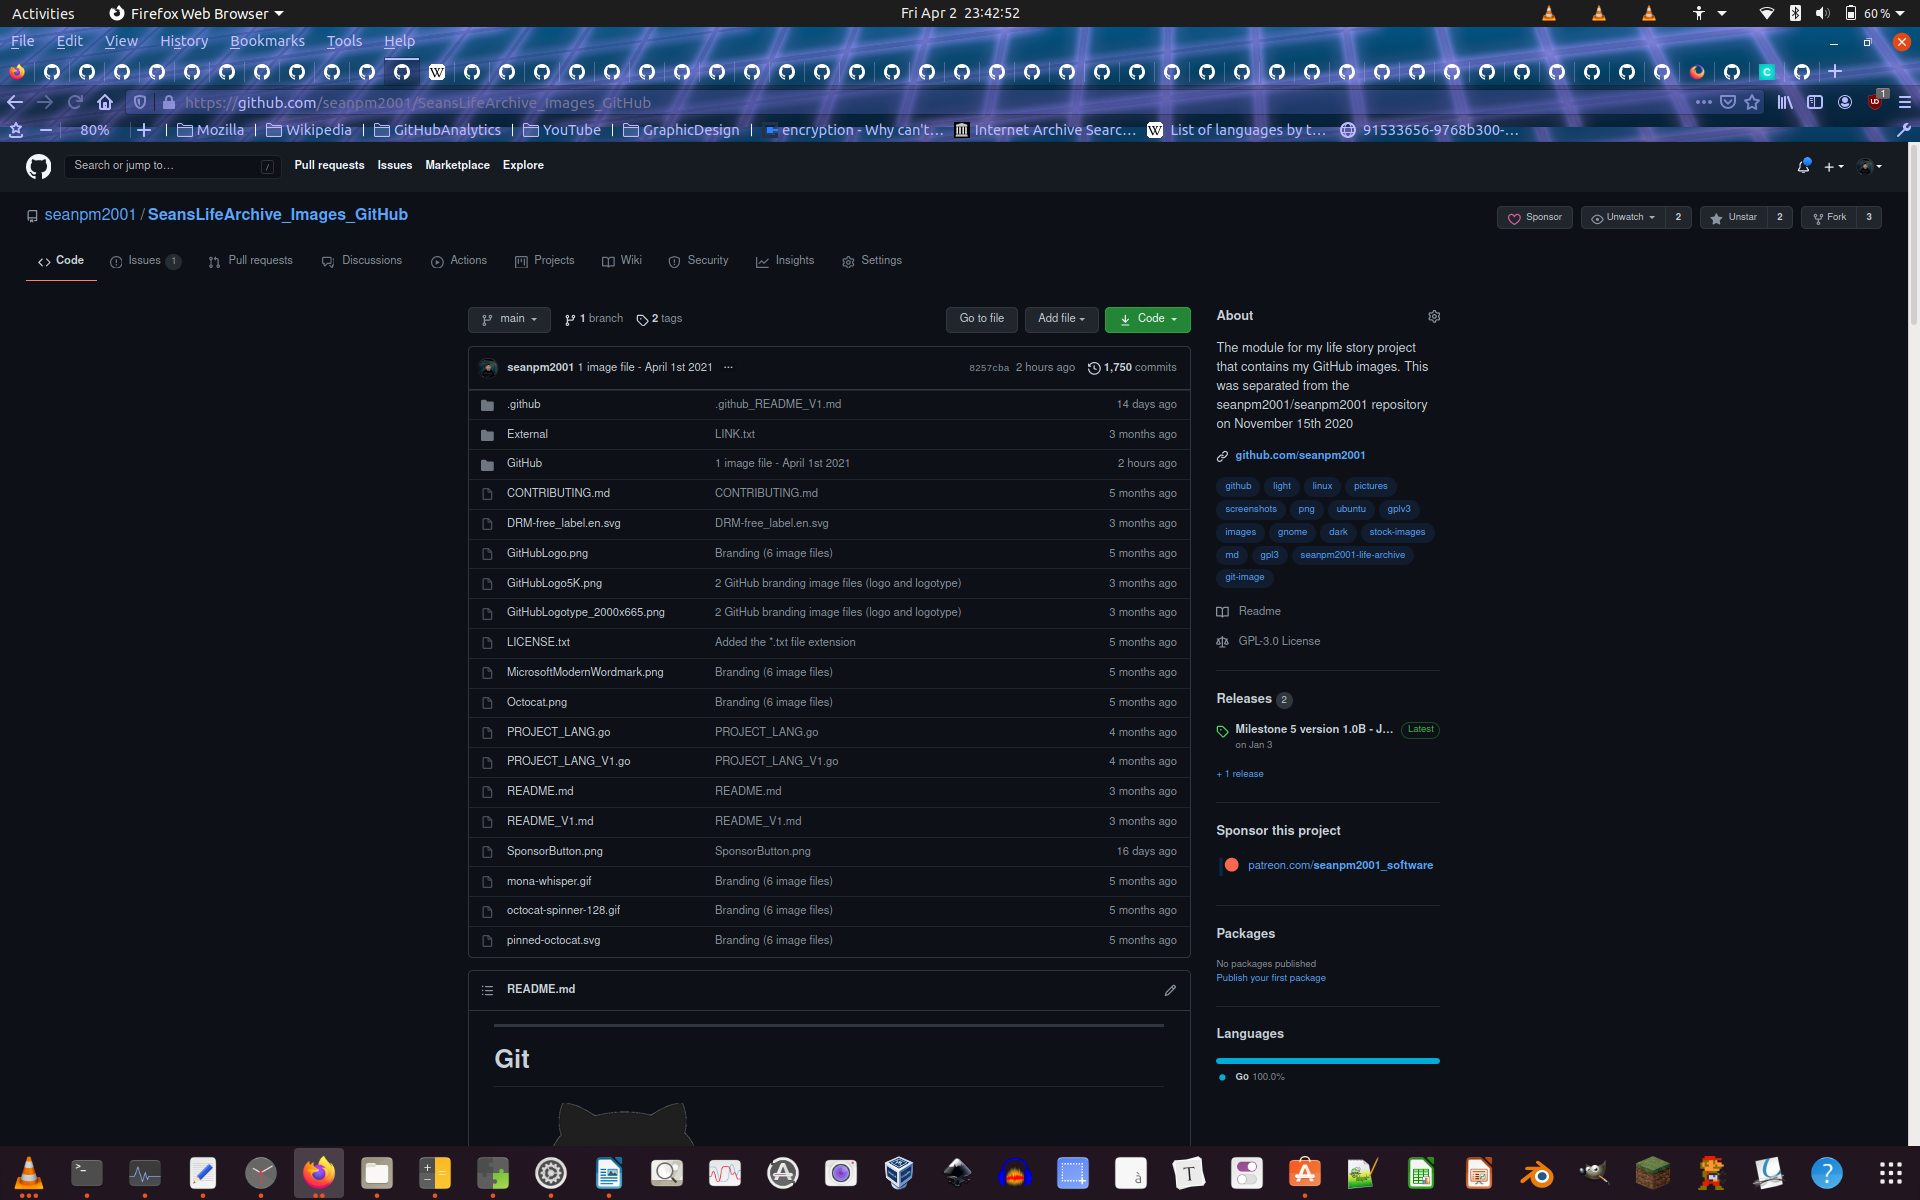 Activities Firefox Web Browser Fri Apr 2 23:42:52 60 %
File Edit View History Bookmarks Tools Help
https://github.com/seanpm2001/SeansLifeArchive_Images_GitHub 1
80% Mozilla Wikipedia GitHubAnalytics YouTube GraphicDesign encryption - Why can't... Internet Archive Searc... List of languages by t... 91533656-9768b300-...
Search or jump to... / Pull requests Issues Marketplace Explore
seanpm2001 / SeansLifeArchive_Images_GitHub Sponsor Unwatch 2 Unstar 2 Fork 3
Code Issues 1 Pull requests Discussions Actions Projects Wiki Security Insights Settings
main 1 branch 2 tags Go to file Add file Code
seanpm2001 1 image file - April 1st 2021 ... 8257cba 2 hours ago 1,750 commits
.github .github_README_V1.md 14 days ago
External LINK.txt 3 months ago
GitHub 1 image file - April 1st 2021 2 hours ago
CONTRIBUTING.md CONTRIBUTING.md 5 months ago
DRM-free_label.en.svg DRM-free_label.en.svg 3 months ago
GitHubLogo.png Branding (6 image files) 5 months ago
GitHubLogo5K.png 2 GitHub branding image files (logo and logotype) 3 months ago
GitHubLogotype_2000x665.png 2 GitHub branding image files (logo and logotype) 3 months ago
LICENSE.txt Added the *.txt file extension 5 months ago
MicrosoftModernWordmark.png Branding (6 image files) 5 months ago
Octocat.png Branding (6 image files) 5 months ago
PROJECT_LANG.go PROJECT_LANG.go 4 months ago
PROJECT_LANG_V1.go PROJECT_LANG_V1.go 4 months ago
README.md README.md 3 months ago
README_V1.md README_V1.md 3 months ago
SponsorButton.png SponsorButton.png 16 days ago
mona-whisper.gif Branding (6 image files) 5 months ago
octocat-spinner-128.gif Branding (6 image files) 5 months ago
pinned-octocat.svg Branding (6 image files) 5 months ago
README.md
Git
About
The module for my life story project
that contains my GitHub images. This
was separated from the
seanpm2001/seanpm2001 repository
on November 15th 2020
github.com/seanpm2001
github light linux pictures
screenshots png ubuntu gplv3
images gnome dark stock-images
md gpl3 seanpm2001-life-archive
git-image
Readme
GPL-3.0 License
Releases 2
Milestone 5 version 1.0B - J... Latest
on Jan 3
+ 1 release
Sponsor this project
patreon.com/seanpm2001_software
Packages
No packages published
Publish your first package
Languages
Go 100.0%